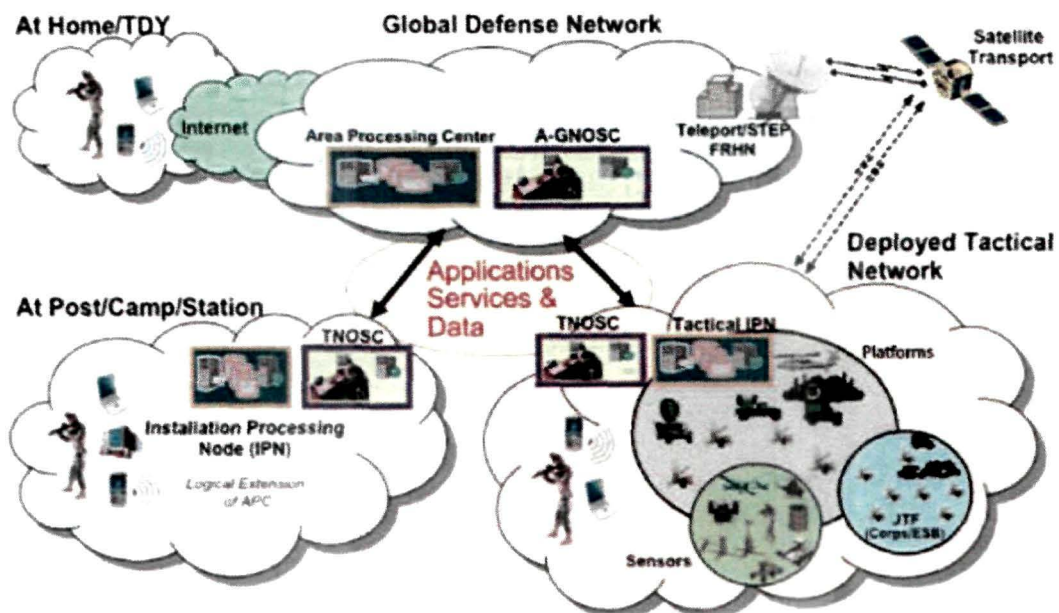 At Home/TDY
Global Defense Network
Satellite
Transport
Internet
Area Processing Center
A-GNOSC
Teleport/STEP
FRHN
Deployed Tactical
Network
Applications
Services &
Data
At Post/Camp/Station
TNOSC
TNOSC
Tactical IPN
Platforms
Installation Processing
Node (IPN)
Logical Extension
of APC
JTF
(Corps/ESB)
Sensors